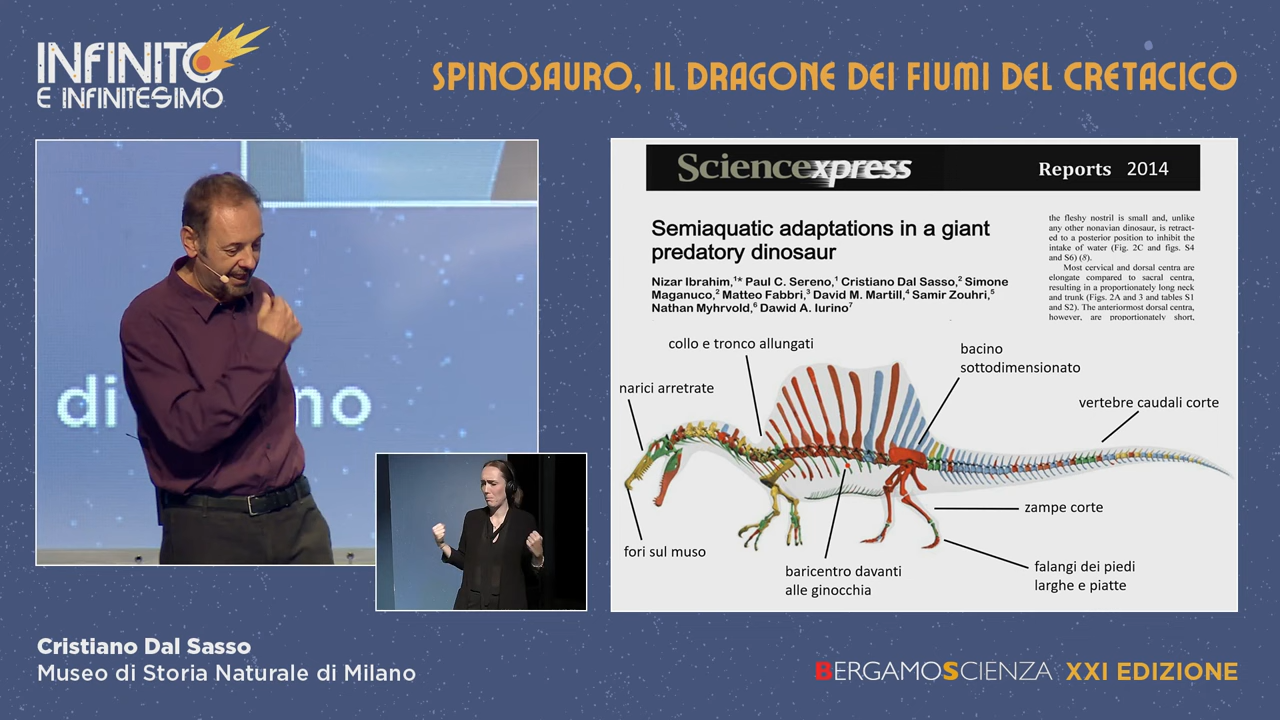 INFINITO
E INFINITESIMO
SPINOSAURO, IL DRAGONE DEI FIUMI DEL CRETACICO
di
no
Sciencexpress
Reports 2014
Semiaquatic adaptations in a giant
predatory dinosaur
Nizar Ibrahim,¹* Paul C. Sereno,¹ Cristiano Dal Sasso,² Simone
Maganuco,² Matteo Fabbri,³ David M. Martill,⁴ Samir Zouhri,⁵
Nathan Myhrvold,⁶ Dawid A. Iurino⁷
the fleshy nostril is small and, unlike
any other nonavian dinosaur, is retract-
ed to a posterior position to inhibit the
intake of water (Fig. 2C and figs. S4
and S6) (8).
Most cervical and dorsal centra are
elongate compared to sacral centra,
resulting in a proportionately long neck
and trunk (Figs. 2A and 3 and tables S1
and S2). The anteriormost dorsal centra,
however, are proportionately short,
collo e tronco allungati
bacino
sottodimensionato
narici arretrate
vertebre caudali corte
zampe corte
fori sul muso
baricentro davanti
alle ginocchia
falangi dei piedi
larghe e piatte
Cristiano Dal Sasso
Museo di Storia Naturale di Milano
BERGAMOSCIENZA XXI EDIZIONE